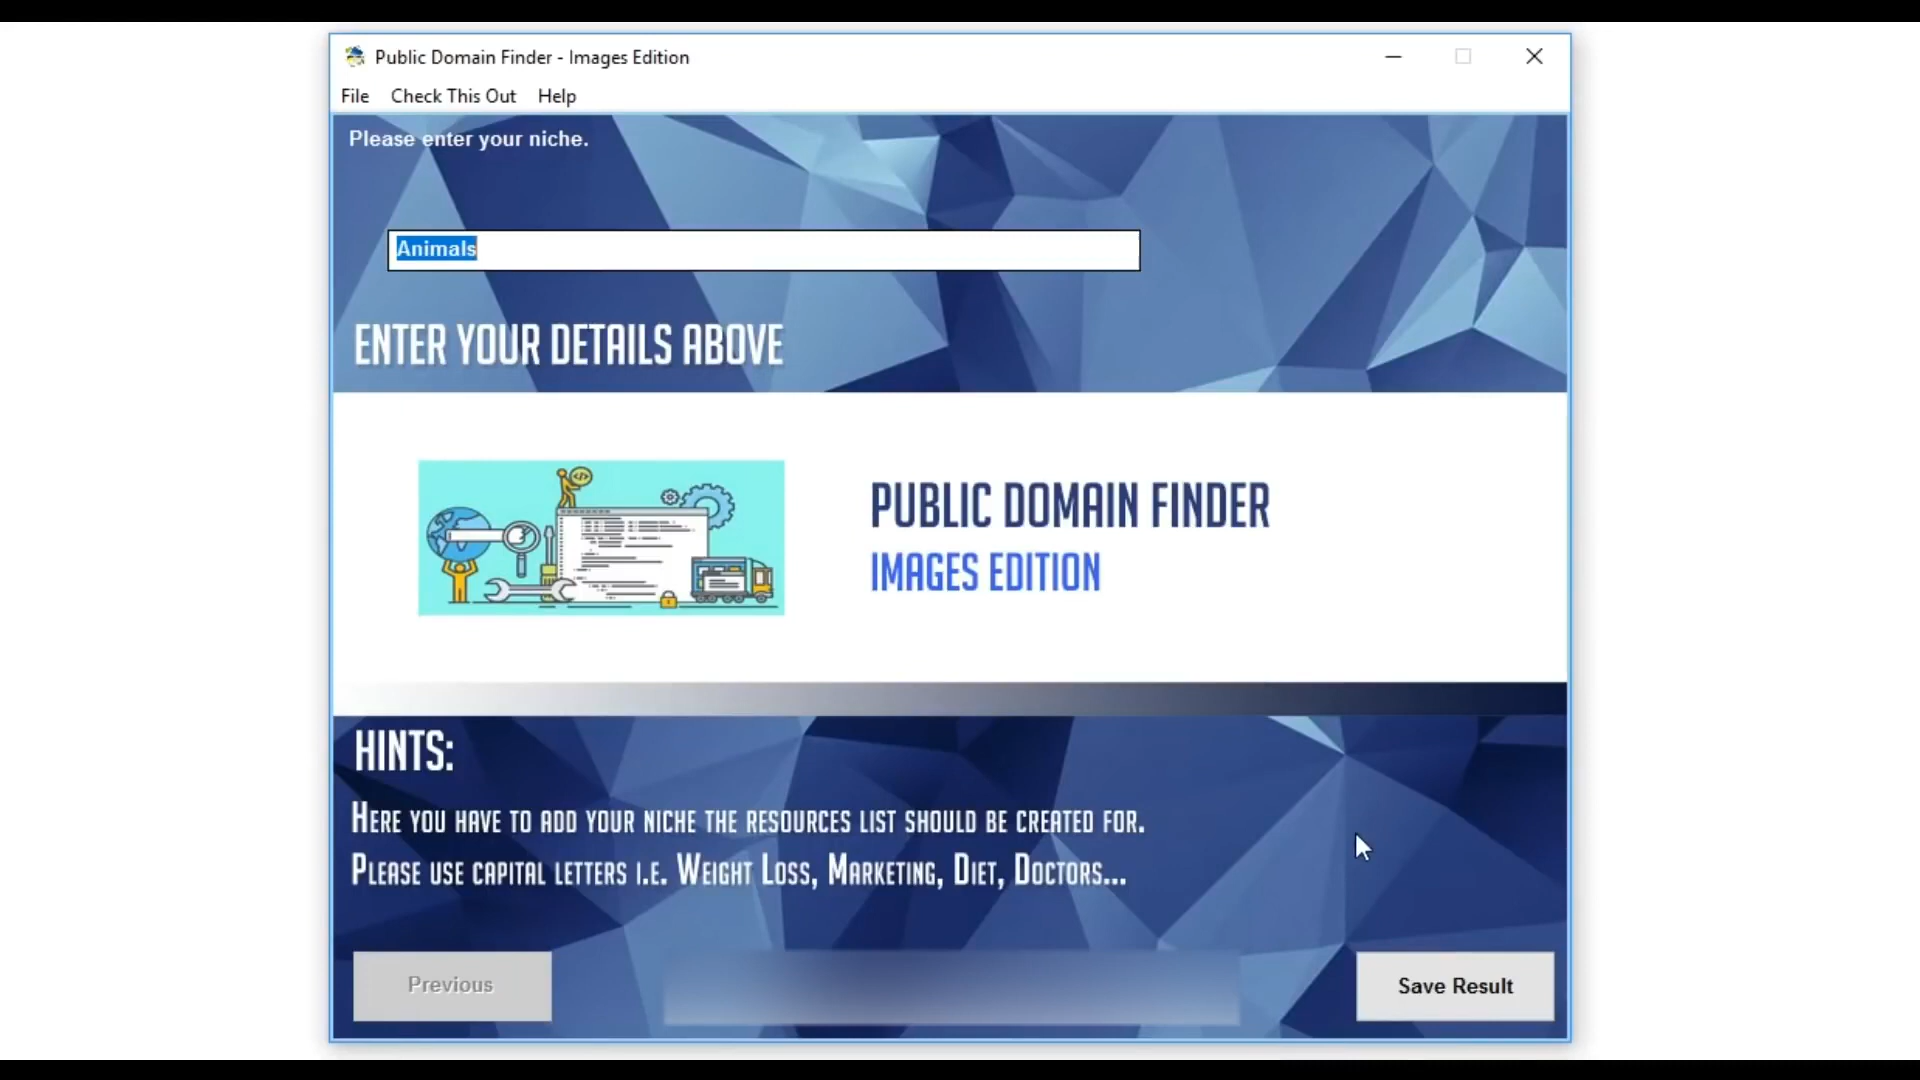 Public Domain Finder - Images Edition
File Check This Out Help
Please enter your niche.
Animals
ENTER YOUR DETAILS ABOVE
PUBLIC DOMAIN FINDER
IMAGES EDITION
HINTS:
HERE YOU HAVE TO ADD YOUR NICHE THE RESOURCES LIST SHOULD BE CREATED FOR.
PLEASE USE CAPITAL LETTERS I.E. WEIGHT LOSS, MARKETING, DIET, DOCTORS...
Previous
Save Result